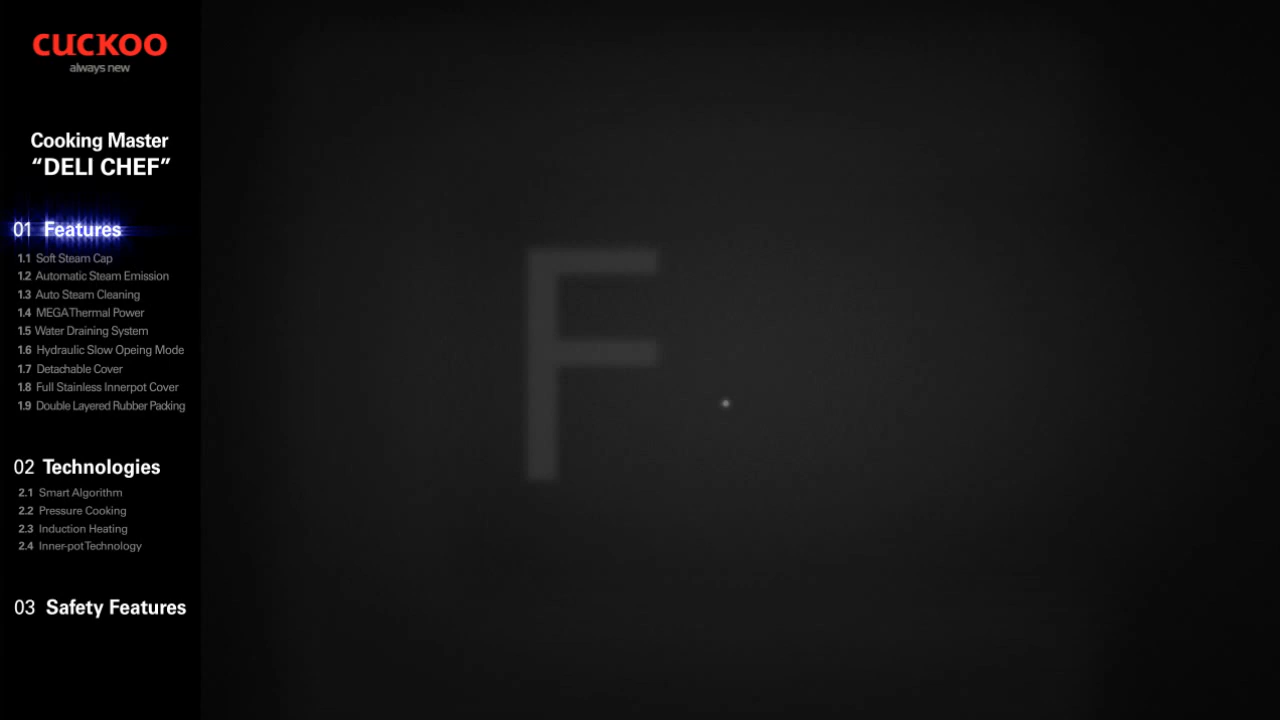 CUCKOO
always new
Cooking Master
“DELI CHEF”
01 Features
1.1 Soft Steam Cap
1.2 Automatic Steam Emission
1.3 Auto Steam Cleaning
1.4 MEGA Thermal Power
1.5 Water Draining System
1.6 Hydraulic Slow Opeing Mode
1.7 Detachable Cover
1.8 Full Stainless Innerpot Cover
1.9 Double Layered Rubber Packing
02 Technologies
2.1 Smart Algorithm
2.2 Pressure Cooking
2.3 Induction Heating
2.4 Inner-pot Technology
03 Safety Features
F